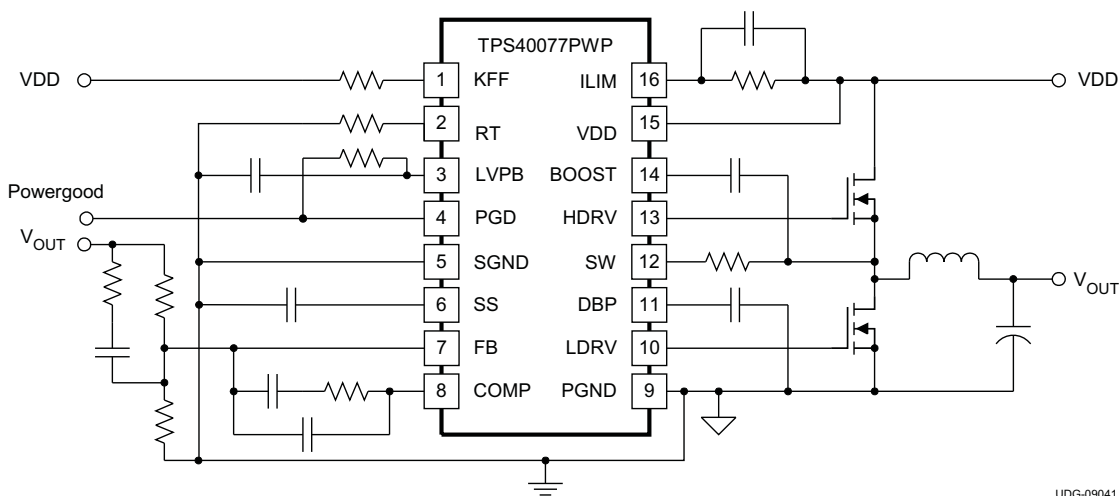 TPS40077PWP
VDD
1
KFF
ILIM
16
VDD
2
RT
VDD
15
3
LVPB
BOOST
14
Powergood
4
PGD
HDRV
13
VOUT
5
SGND
SW
12
VOUT
6
SS
DBP
11
7
FB
LDRV
10
8
COMP
PGND
9
UDG-09041